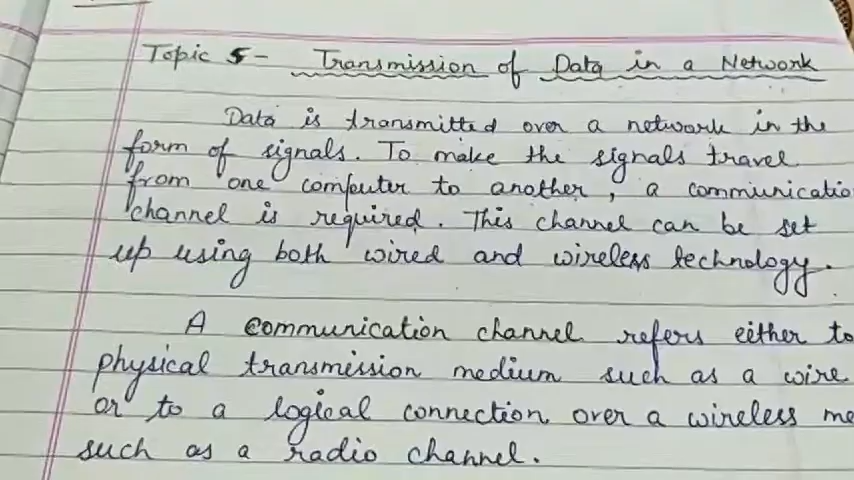 Topic 5 - Transmission of Data in a Network
Data is transmitted over a network in the
form of signals. To make the signals travel
from one computer to another, a communicatio
channel is required. This channel can be set
up using both wired and wireless technology.
A communication channel refers either to
physical transmission medium such as a wire
or to a logical connection over a wireless me
such as a radio channel.